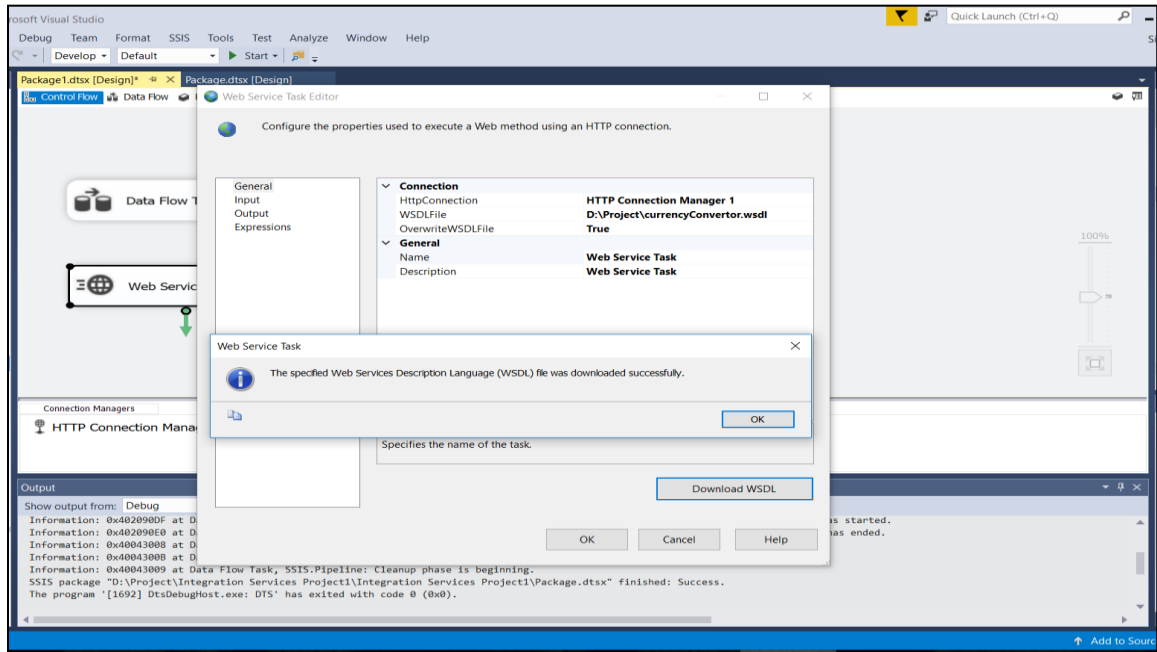 rosoft Visual Studio
Quick Launch (Ctrl+Q)
Debug Team Format SSIS Tools Test Analyze Window Help
Develop Default Start
Package1.dtsx [Design]* Package.dtsx [Design]
Control Flow Data Flow
Web Service Task Editor
Configure the properties used to execute a Web method using an HTTP connection.
General
Input
Output
Expressions
Connection
HttpConnection HTTP Connection Manager 1
WSDLFile D:\Project\currencyConvertor.wsdl
OverwriteWSDLFile True
General
Name Web Service Task
Description Web Service Task
Data Flow T
Web Servic
100%
Web Service Task
The specified Web Services Description Language (WSDL) file was downloaded successfully.
OK
Connection Managers
HTTP Connection Mana
Specifies the name of the task.
Download WSDL
OK Cancel Help
Output
Show output from: Debug
Information: 0x402090DF at D as started.
Information: 0x402090E0 at D has ended.
Information: 0x40043008 at D
Information: 0x4004300B at D
Information: 0x40043009 at Data Flow Task, SSIS.Pipeline: Cleanup phase is beginning.
SSIS package "D:\Project\Integration Services Project1\Integration Services Project1\Package.dtsx" finished: Success.
The program '[1692] DtsDebugHost.exe: DTS' has exited with code 0 (0x0).
Add to Sourc